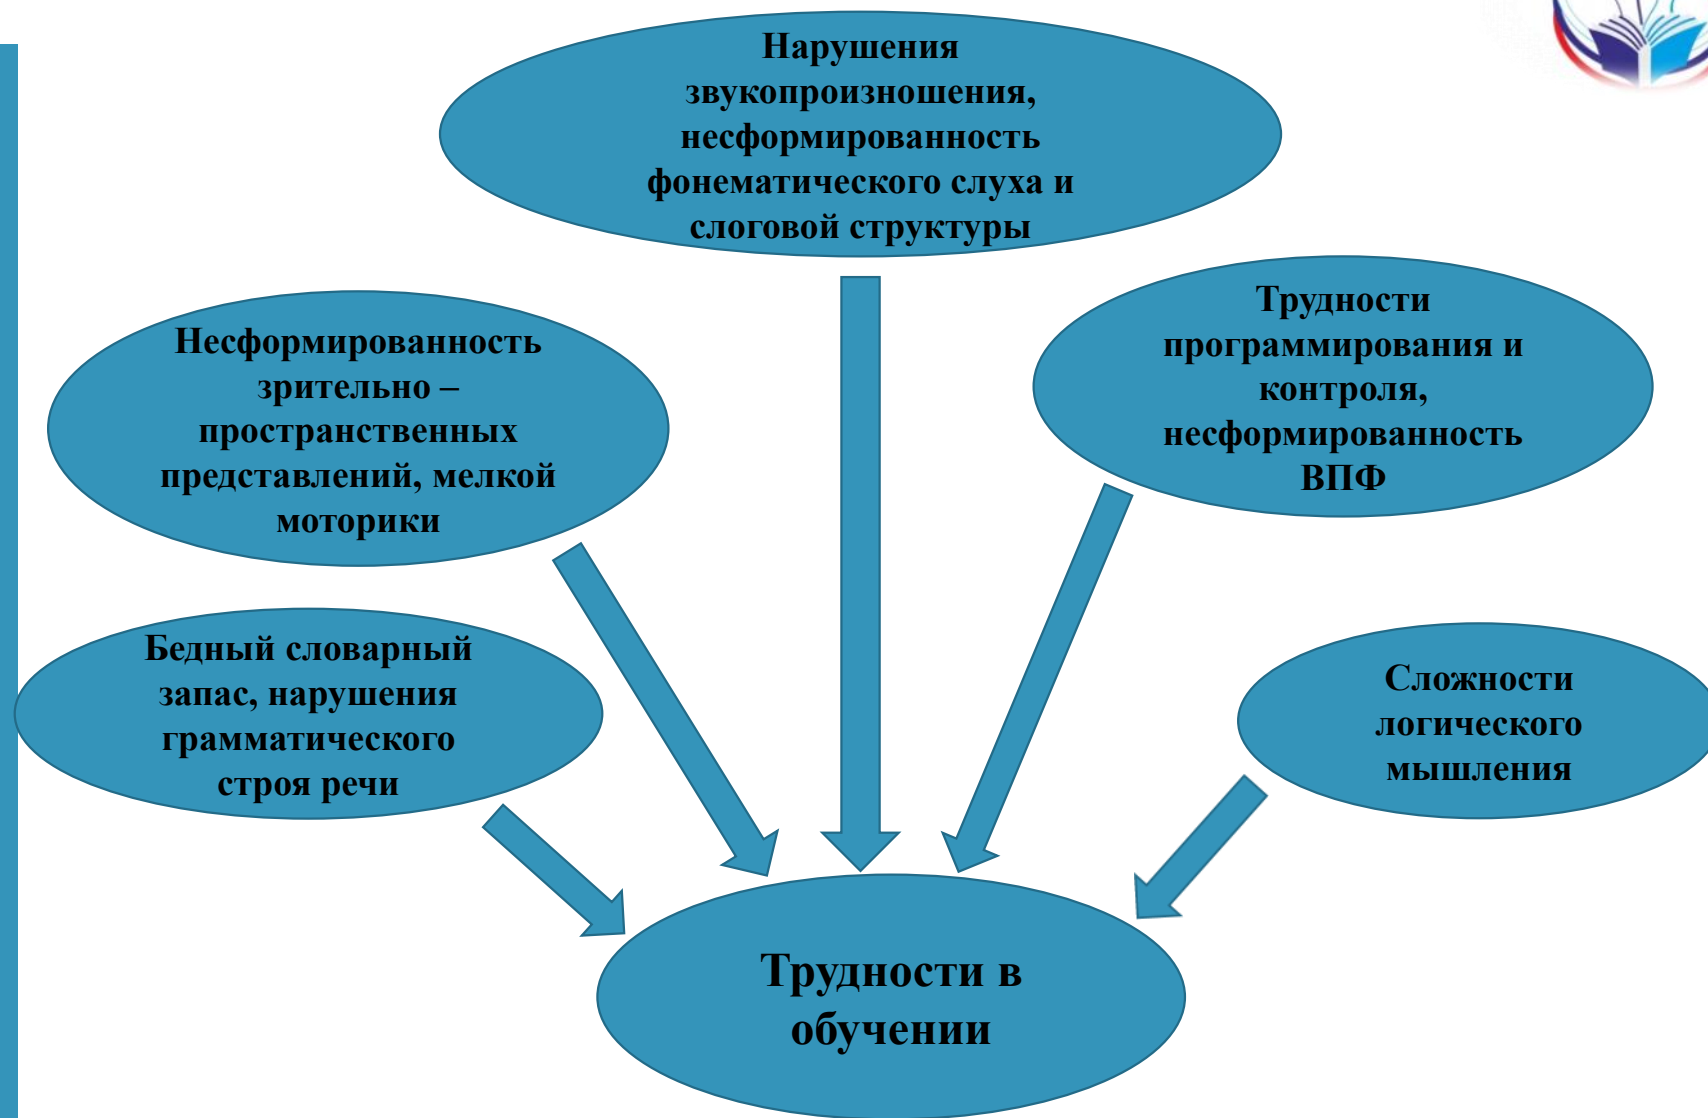 Нарушения
звукопроизношения,
несформированность
фонематического слуха и
слоговой структуры
Несформированность
зрительно –
пространственных
представлений, мелкой
моторики
Трудности
программирования и
контроля,
несформированность
ВПФ
Бедный словарный
запас, нарушения
грамматического
строя речи
Сложности
логического
мышления
Трудности в
обучении